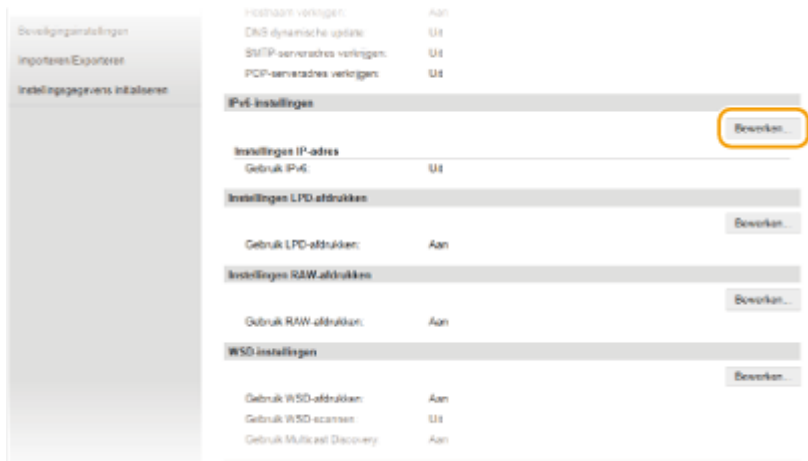 Beveiligingsinstellingen
Importeren/Exporteren
Instellingsgegevens initialiseren
Hostnaam verkrijgen: Aan
DNS dynamische update: Uit
SMTP-serveradres verkrijgen: Uit
POP-serveradres verkrijgen: Uit
IPv6-instellingen
Bewerken...
Instellingen IP-adres
Gebruik IPv6: Uit
Instellingen LPD-afdrukken
Bewerken...
Gebruik LPD-afdrukken: Aan
Instellingen RAW-afdrukken
Bewerken...
Gebruik RAW-afdrukken: Aan
WSD-instellingen
Bewerken...
Gebruik WSD-afdrukken: Aan
Gebruik WSD-scannen: Uit
Gebruik Multicast Discovery: Aan